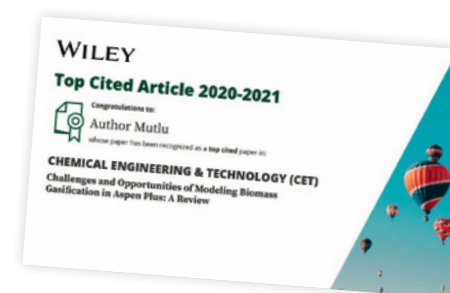 WILEY
Top Cited Article 2020-2021
Congratulations to:
Author Mutlu
whose paper has been recognized as a top cited paper in:
CHEMICAL ENGINEERING & TECHNOLOGY (CET)
Challenges and Opportunities of Modeling Biomass
Gasification in Aspen Plus: A Review